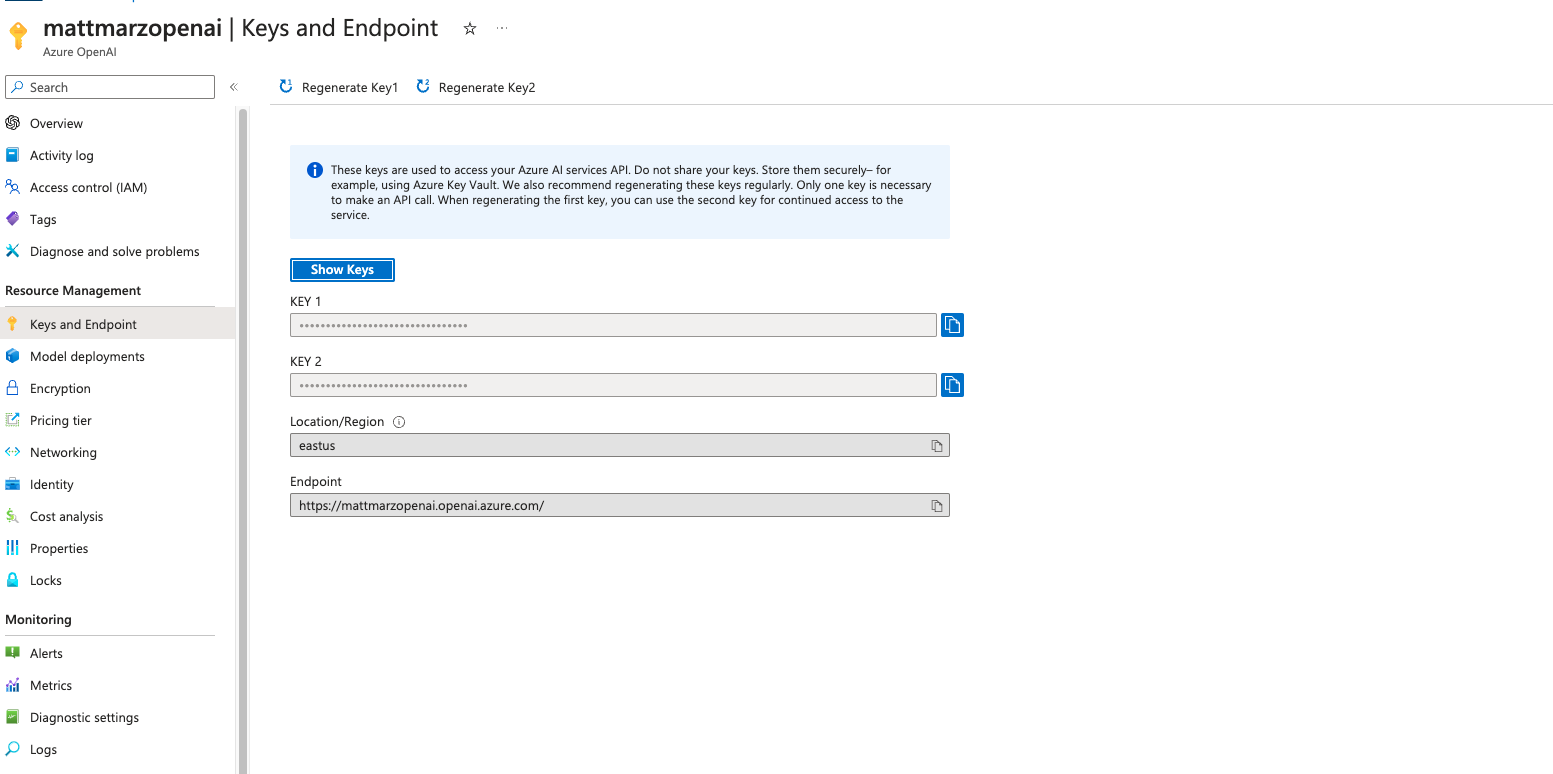 mattmarzopenai | Keys and Endpoint
Azure OpenAI
Search
Regenerate Key1
Regenerate Key2
Overview
Activity log
Access control (IAM)
Tags
Diagnose and solve problems
Resource Management
Keys and Endpoint
Model deployments
Encryption
Pricing tier
Networking
Identity
Cost analysis
Properties
Locks
Monitoring
Alerts
Metrics
Diagnostic settings
Logs
These keys are used to access your Azure AI services API. Do not share your keys. Store them securely– for
example, using Azure Key Vault. We also recommend regenerating these keys regularly. Only one key is necessary
to make an API call. When regenerating the first key, you can use the second key for continued access to the
service.
Show Keys
KEY 1
••••••••••••••••••••••••••••••••
KEY 2
••••••••••••••••••••••••••••••••
Location/Region
eastus
Endpoint
https://mattmarzopenai.openai.azure.com/